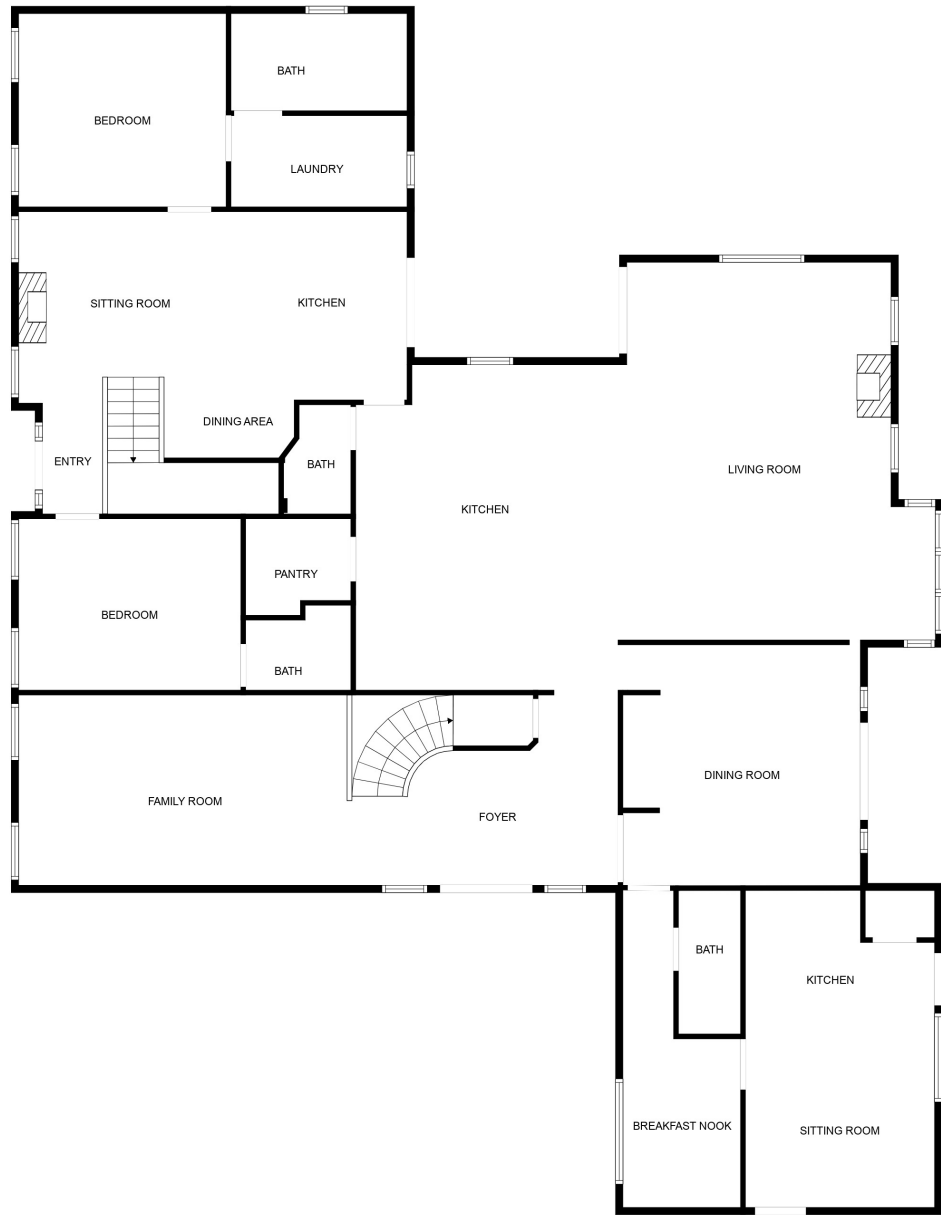 BATH
BEDROOM
LAUNDRY
SITTING ROOM
KITCHEN
DINING AREA
ENTRY
BATH
LIVING ROOM
KITCHEN
PANTRY
BEDROOM
BATH
DINING ROOM
FAMILY ROOM
FOYER
BATH
KITCHEN
BREAKFAST NOOK
SITTING ROOM